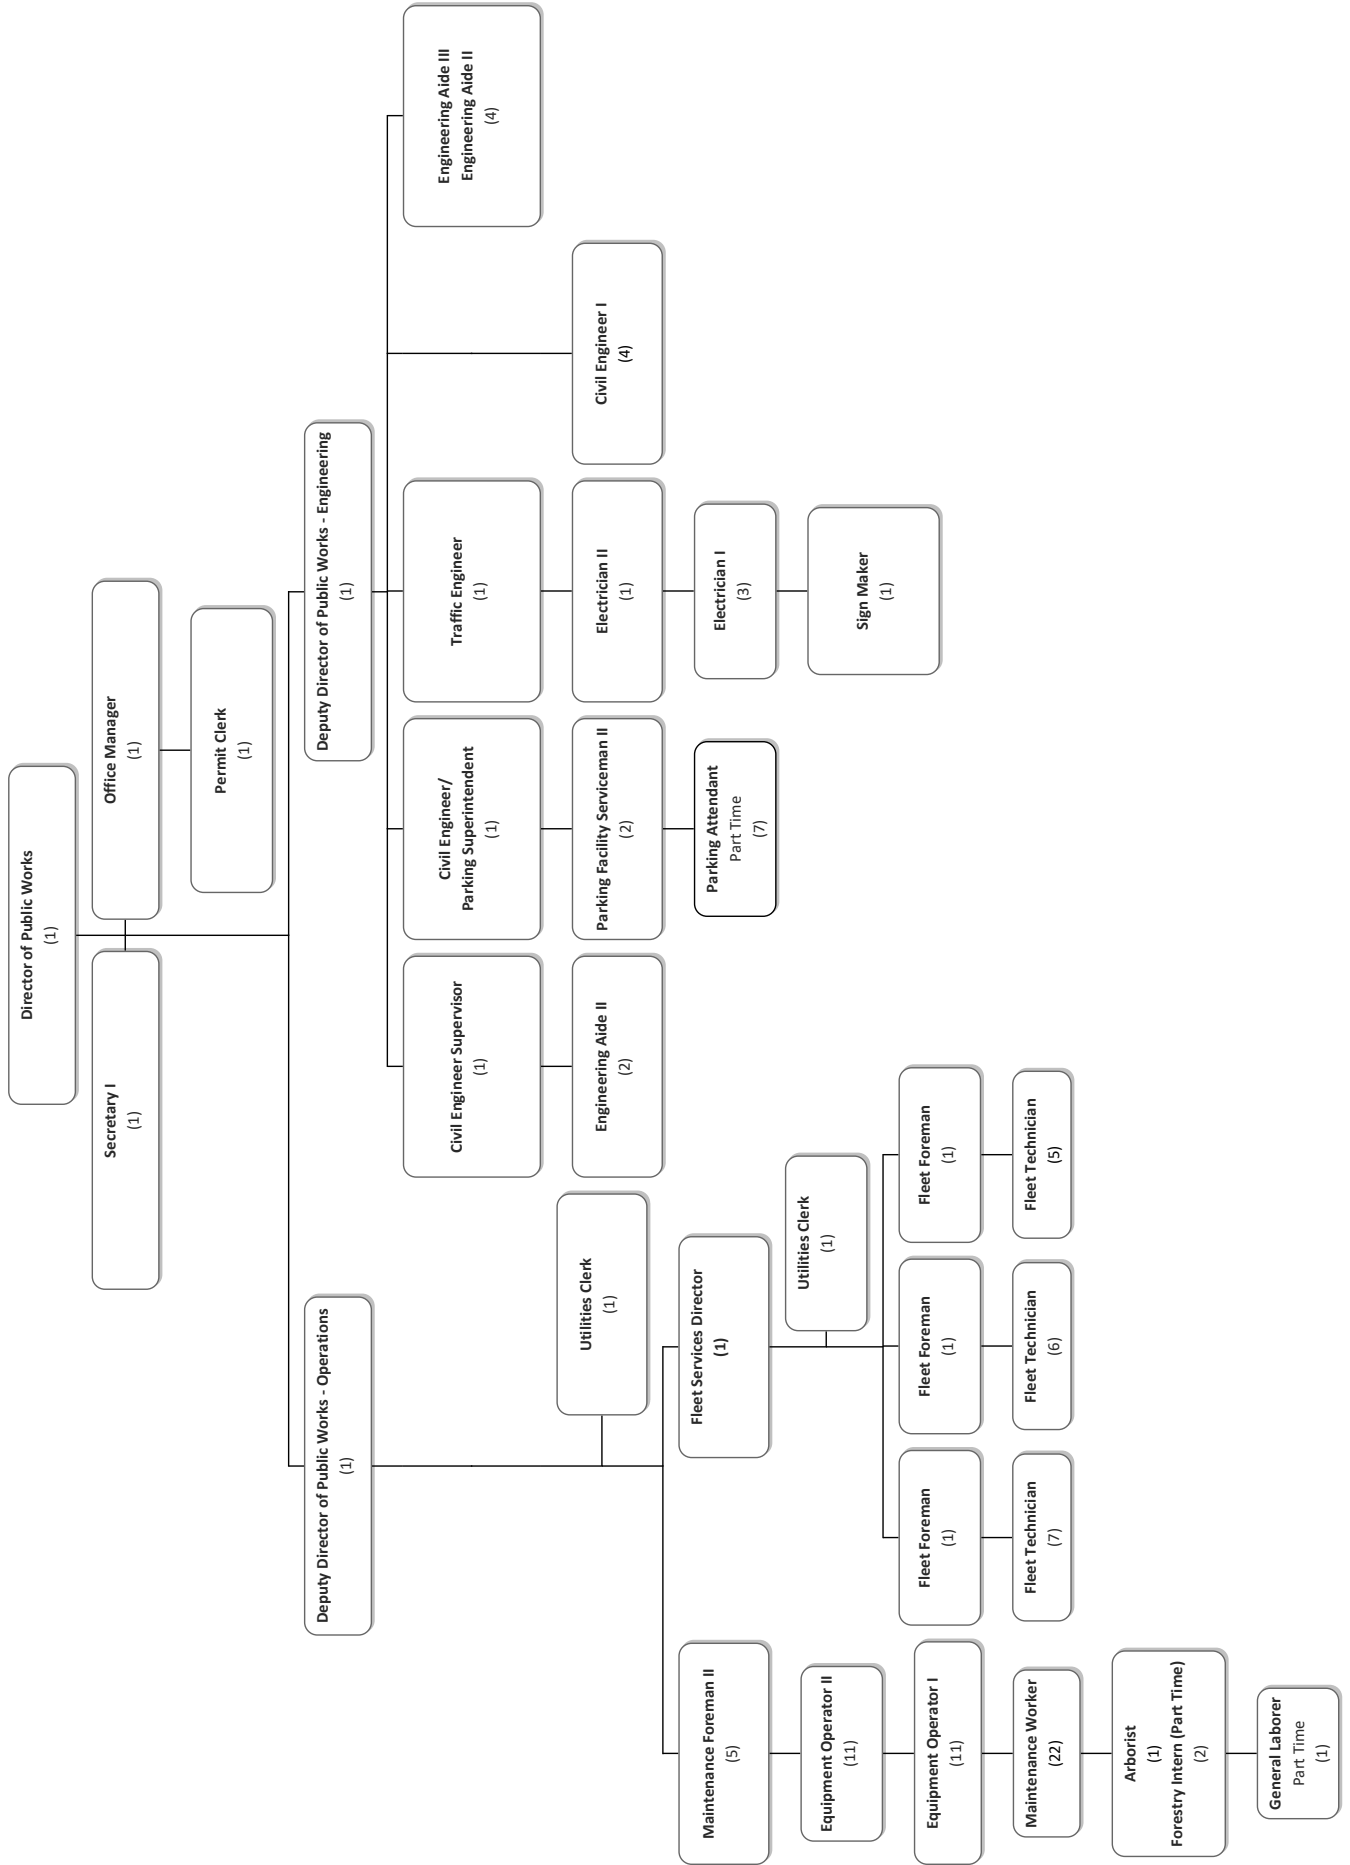 Director of Public Works
(1)
Secretary I
(1)
Office Manager
(1)
Permit Clerk
(1)
Deputy Director of Public Works - Operations
(1)
Deputy Director of Public Works - Engineering
(1)
Utilities Clerk
(1)
Maintenance Foreman II
(5)
Equipment Operator II
(11)
Equipment Operator I
(11)
Maintenance Worker
(22)
Arborist
(1)
Forestry Intern (Part Time)
(2)
General Laborer
Part Time
(1)
Fleet Services Director
(1)
Utilities Clerk
(1)
Fleet Foreman
(1)
Fleet Technician
(7)
Fleet Foreman
(1)
Fleet Technician
(6)
Fleet Foreman
(1)
Fleet Technician
(5)
Civil Engineer Supervisor
(1)
Engineering Aide II
(2)
Civil Engineer/
Parking Superintendent
(1)
Parking Facility Serviceman II
(2)
Parking Attendant
Part Time
(7)
Traffic Engineer
(1)
Electrician II
(1)
Electrician I
(3)
Sign Maker
(1)
Civil Engineer I
(4)
Engineering Aide III
Engineering Aide II
(4)